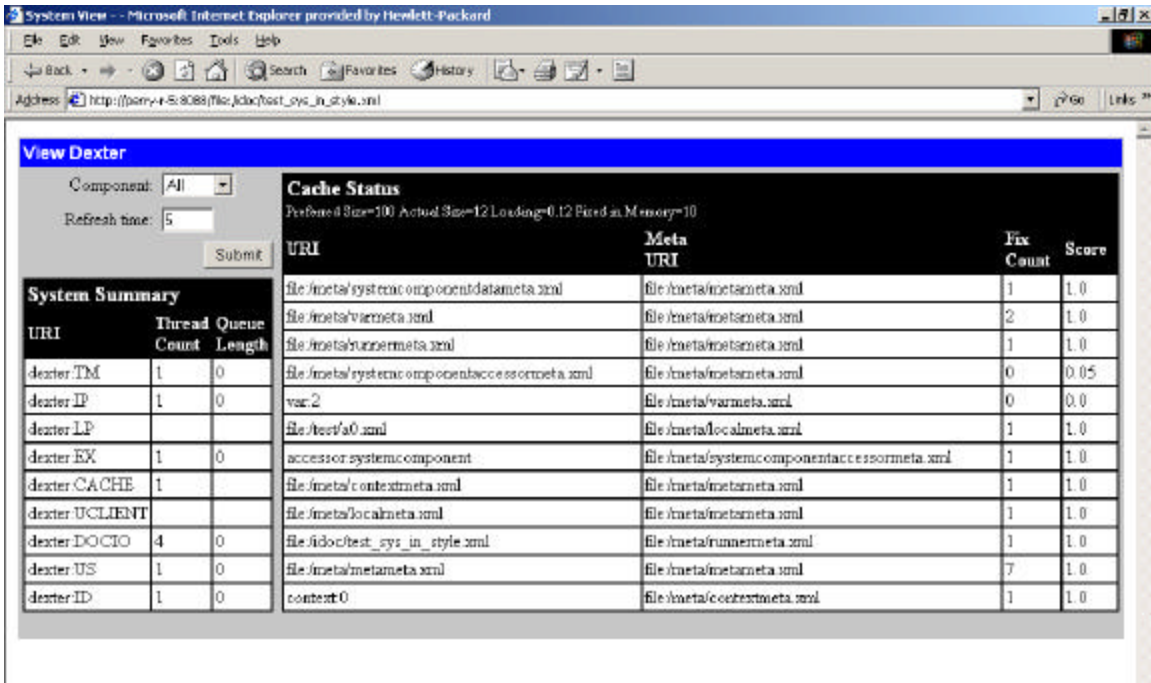 System View - - Microsoft Internet Explorer provided by Hewlett-Packard
File Edit View Favorites Tools Help
Back Search Favorites History
Address http://perry-r-5:8088/file:/idoc/test_sys_in_style.xml Go Links »
View Dexter
Component: All
Refresh time: 5
Submit
System Summary
URI Thread Count Queue Length
dexter:TM 1 0
dexter:IP 1 0
dexter:LP
dexter:EX 1 0
dexter:CACHE 1
dexter:UCLIENT
dexter:DOCIO 4 0
dexter:US 1 0
dexter:ID 1 0
Cache Status
Preferred Size=100 Actual Size=12 Loading=0.12 Fixed in Memory=10
URI Meta URI Fix Count Score
file:/meta/systemcomponentdatameta.xml file:/meta/metameta.xml 1 1.0
file:/meta/varmeta.xml file:/meta/metameta.xml 2 1.0
file:/meta/runnermeta.xml file:/meta/metameta.xml 1 1.0
file:/meta/systemcomponentaccessormeta.xml file:/meta/metameta.xml 0 0.05
var:2 file:/meta/varmeta.xml 0 0.0
file:/test/a0.xml file:/meta/localmeta.xml 1 1.0
accessor:systemcomponent file:/meta/systemcomponentaccessormeta.xml 1 1.0
file:/meta/contextmeta.xml file:/meta/metameta.xml 1 1.0
file:/meta/localmeta.xml file:/meta/metameta.xml 1 1.0
file:/idoc/test_sys_in_style.xml file:/meta/runnermeta.xml 1 1.0
file:/meta/metameta.xml file:/meta/metameta.xml 7 1.0
context:0 file:/meta/contextmeta.xml 1 1.0